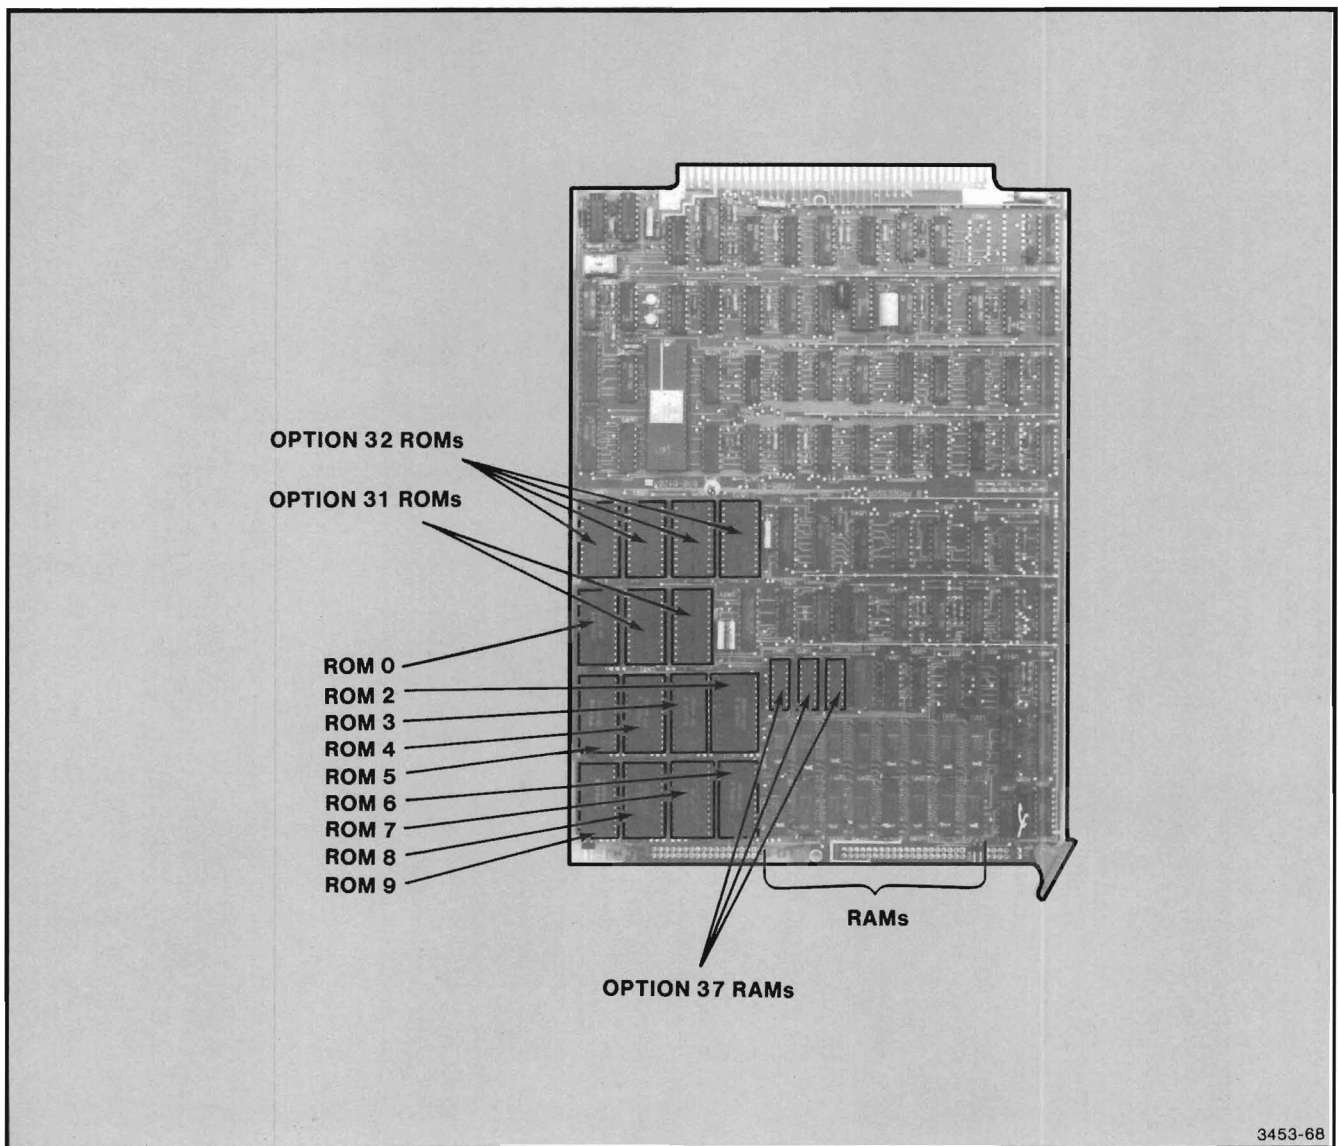 OPTION 32 ROMs
OPTION 31 ROMs
ROM 0
ROM 2
ROM 3
ROM 4
ROM 5
ROM 6
ROM 7
ROM 8
ROM 9
RAMs
OPTION 37 RAMs
3453-68